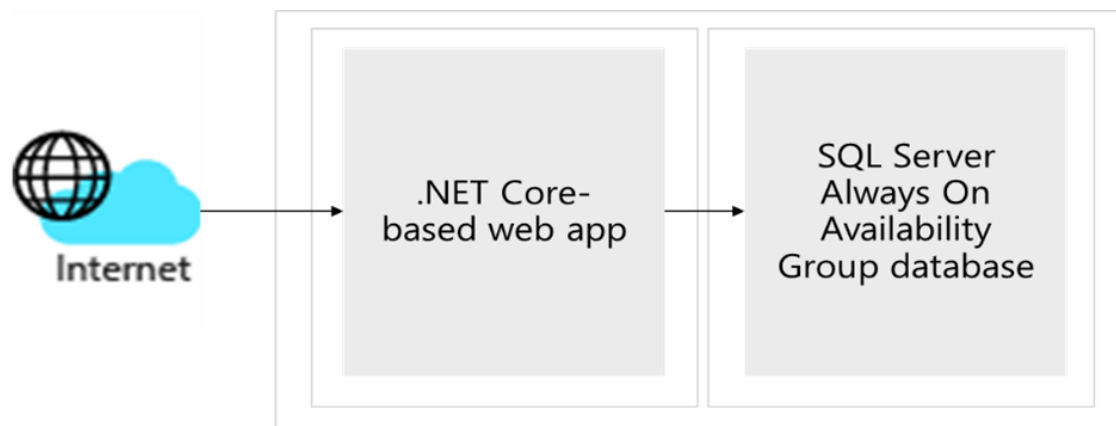 Internet
.NET Core-
based web app
SQL Server
Always On
Availability
Group database